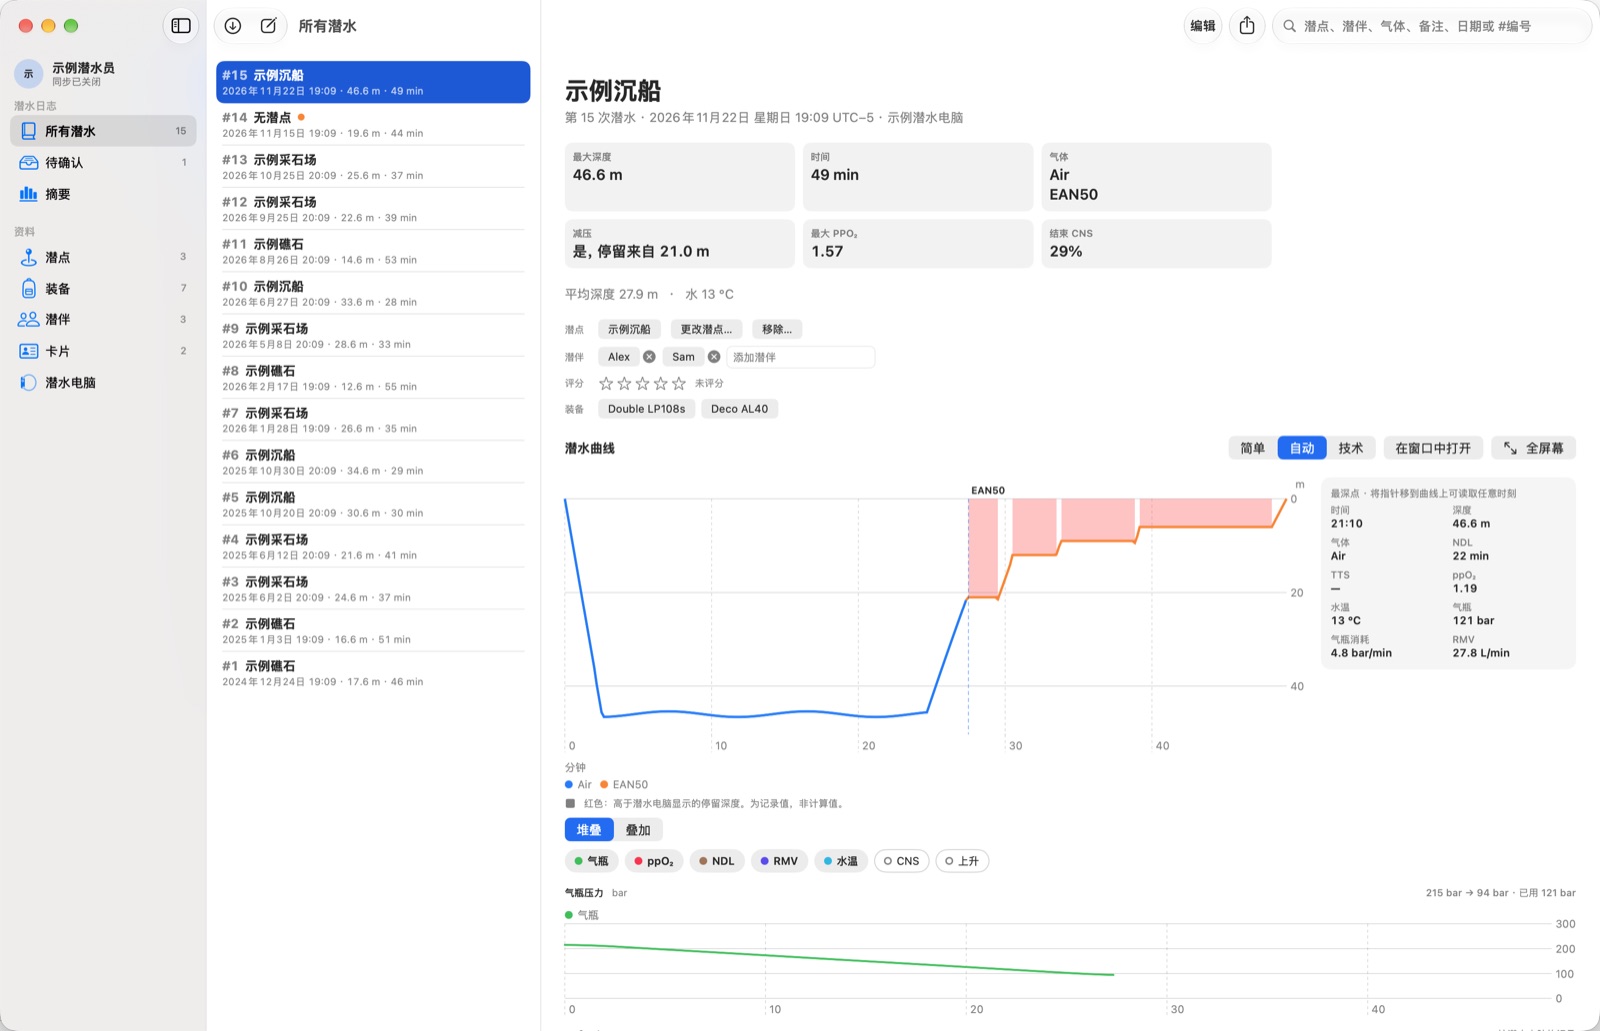 所有潜水
编辑
潜点、潜伴、气体、备注、日期或 #编号
示
示例潜水员
同步已关闭
潜水日志
所有潜水 15
待确认 1
摘要
资料
潜点 3
装备 7
潜伴 3
卡片 2
潜水电脑
#15 示例沉船
2026年11月22日 19:09 · 46.6 m · 49 min
#14 无潜点
2026年11月15日 19:09 · 19.6 m · 44 min
#13 示例采石场
2026年10月25日 20:09 · 25.6 m · 37 min
#12 示例采石场
2026年9月25日 20:09 · 22.6 m · 39 min
#11 示例礁石
2026年8月26日 20:09 · 14.6 m · 53 min
#10 示例沉船
2026年6月27日 20:09 · 33.6 m · 28 min
#9 示例采石场
2026年5月8日 20:09 · 28.6 m · 33 min
#8 示例礁石
2026年2月17日 19:09 · 12.6 m · 55 min
#7 示例采石场
2026年1月28日 19:09 · 26.6 m · 35 min
#6 示例沉船
2025年10月30日 20:09 · 34.6 m · 29 min
#5 示例沉船
2025年10月20日 20:09 · 30.6 m · 30 min
#4 示例采石场
2025年6月12日 20:09 · 21.6 m · 41 min
#3 示例采石场
2025年6月2日 20:09 · 24.6 m · 37 min
#2 示例礁石
2025年1月3日 19:09 · 16.6 m · 51 min
#1 示例礁石
2024年12月24日 19:09 · 17.6 m · 46 min
示例沉船
第 15 次潜水 · 2026年11月22日 星期日 19:09 UTC−5 · 示例潜水电脑
最大深度
46.6 m
时间
49 min
气体
Air
EAN50
减压
是, 停留来自 21.0 m
最大 PPO₂
1.57
结束 CNS
29%
平均深度 27.9 m · 水 13 °C
潜点 示例沉船 更改潜点... 移除...
潜伴 Alex Sam 添加潜伴
评分 未评分
装备 Double LP108s Deco AL40
潜水曲线
简单 自动 技术 在窗口中打开 全屏幕
EAN50
m
0
20
40
0 10 20 30 40
分钟
Air EAN50
红色：高于潜水电脑显示的停留深度。为记录值，非计算值。
最深点 · 将指针移到曲线上可读取任意时刻
时间 深度
21:10 46.6 m
气体 NDL
Air 22 min
TTS ppO₂
— 1.19
水温 气瓶
13 °C 121 bar
气瓶消耗 RMV
4.8 bar/min 27.8 L/min
堆叠 叠加
气瓶 ppO₂ NDL RMV 水温 CNS 上升
气瓶压力 bar
215 bar → 94 bar · 已用 121 bar
气瓶
300
200
100
0
0 10 20 30 40